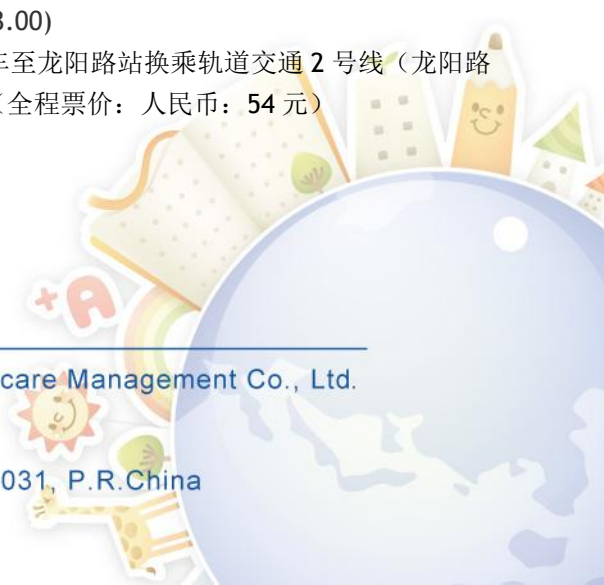 3.00)
车至龙阳路站换乘轨道交通 2 号线（龙阳路
（全程票价：人民币：54 元）
+A
care Management Co., Ltd.
031, P.R.China